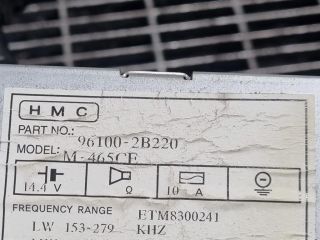 HMC
PART NO.: 96100-2B220
MODEL: M-465CE
14.4 V Ω 10 A
FREQUENCY RANGE ETM8300241
LW 153-279 KHZ